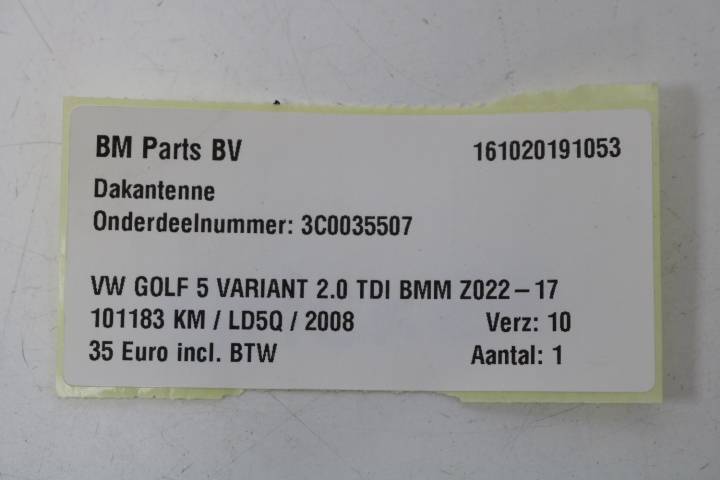 BM Parts BV 161020191053
Dakantenne
Onderdeelnummer: 3C0035507
VW GOLF 5 VARIANT 2.0 TDI BMM Z022-17
101183 KM / LD5Q / 2008 Verz: 10
35 Euro incl. BTW Aantal: 1